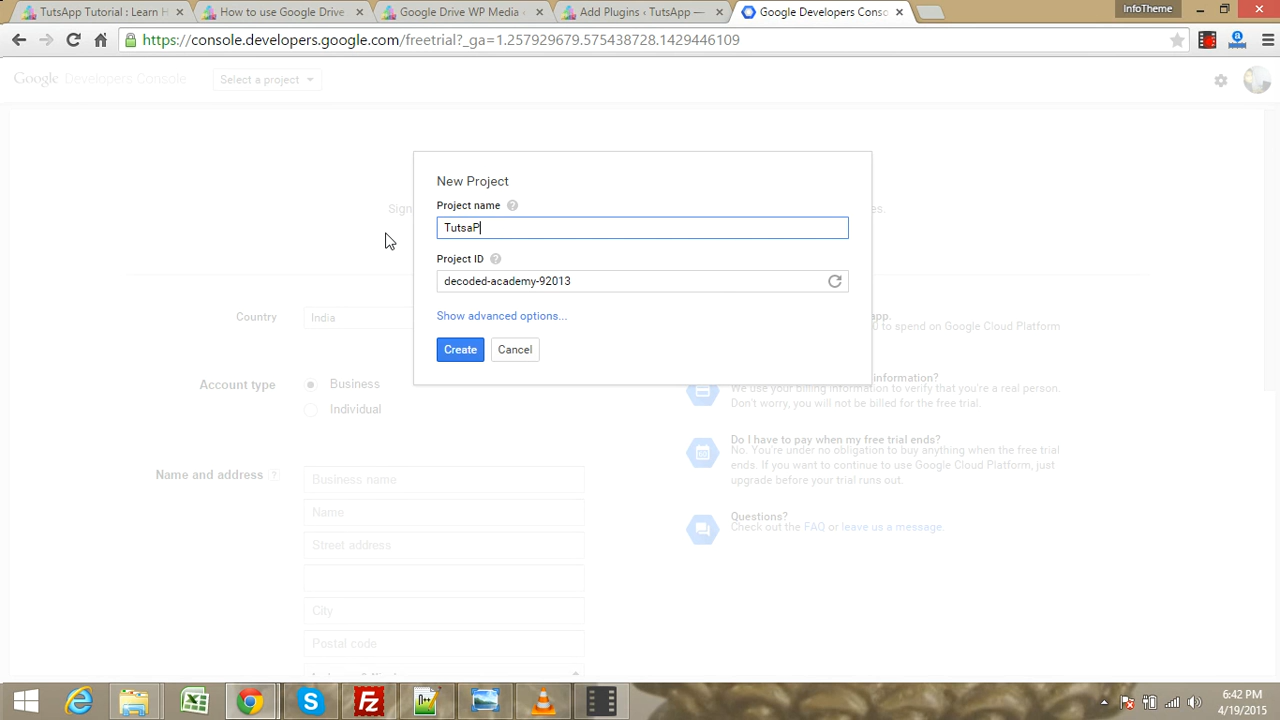 TutsApp Tutorial : Learn H
How to use Google Drive
Google Drive WP Media
Add Plugins ‹ TutsApp —
Google Developers Conso
InfoTheme
https://console.developers.google.com/freetrial?_ga=1.257929679.575438728.1429446109
Google Developers Console
Select a project
Sign
es.
New Project
Project name
TutsaP
Project ID
decoded-academy-92013
Show advanced options...
Create
Cancel
Country
India
app.
0 to spend on Google Cloud Platform
Account type
Business
Individual
information?
We use your billing information to verify that you're a real person.
Don't worry, you will not be billed for the free trial.
Do I have to pay when my free trial ends?
No. You're under no obligation to buy anything when the free trial
ends. If you want to continue to use Google Cloud Platform, just
upgrade before your trial runs out.
Name and address
Business name
Name
Street address
City
Postal code
Questions?
Check out the FAQ or leave us a message.
6:42 PM
4/19/2015